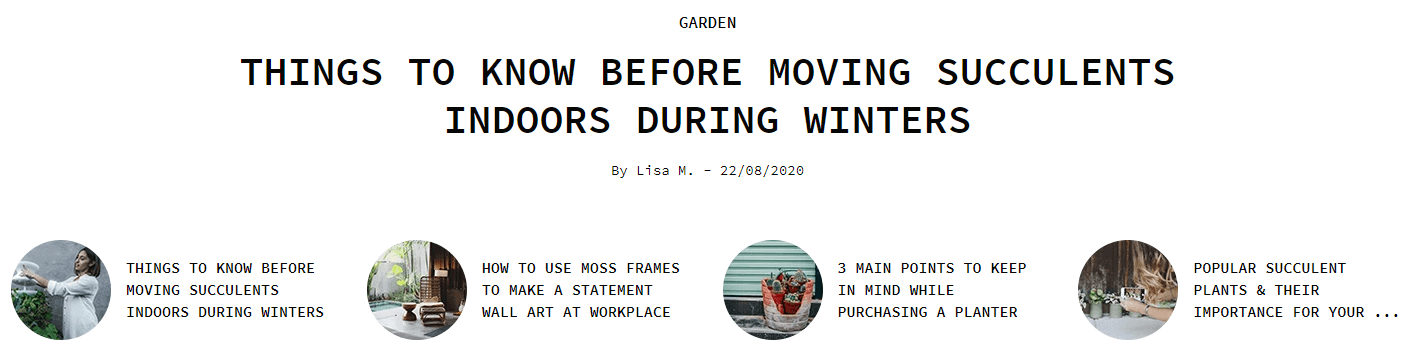 GARDEN
THINGS TO KNOW BEFORE MOVING SUCCULENTS
INDOORS DURING WINTERS
By Lisa M. - 22/08/2020
THINGS TO KNOW BEFORE
MOVING SUCCULENTS
INDOORS DURING WINTERS
HOW TO USE MOSS FRAMES
TO MAKE A STATEMENT
WALL ART AT WORKPLACE
3 MAIN POINTS TO KEEP
IN MIND WHILE
PURCHASING A PLANTER
POPULAR SUCCULENT
PLANTS & THEIR
IMPORTANCE FOR YOUR ...